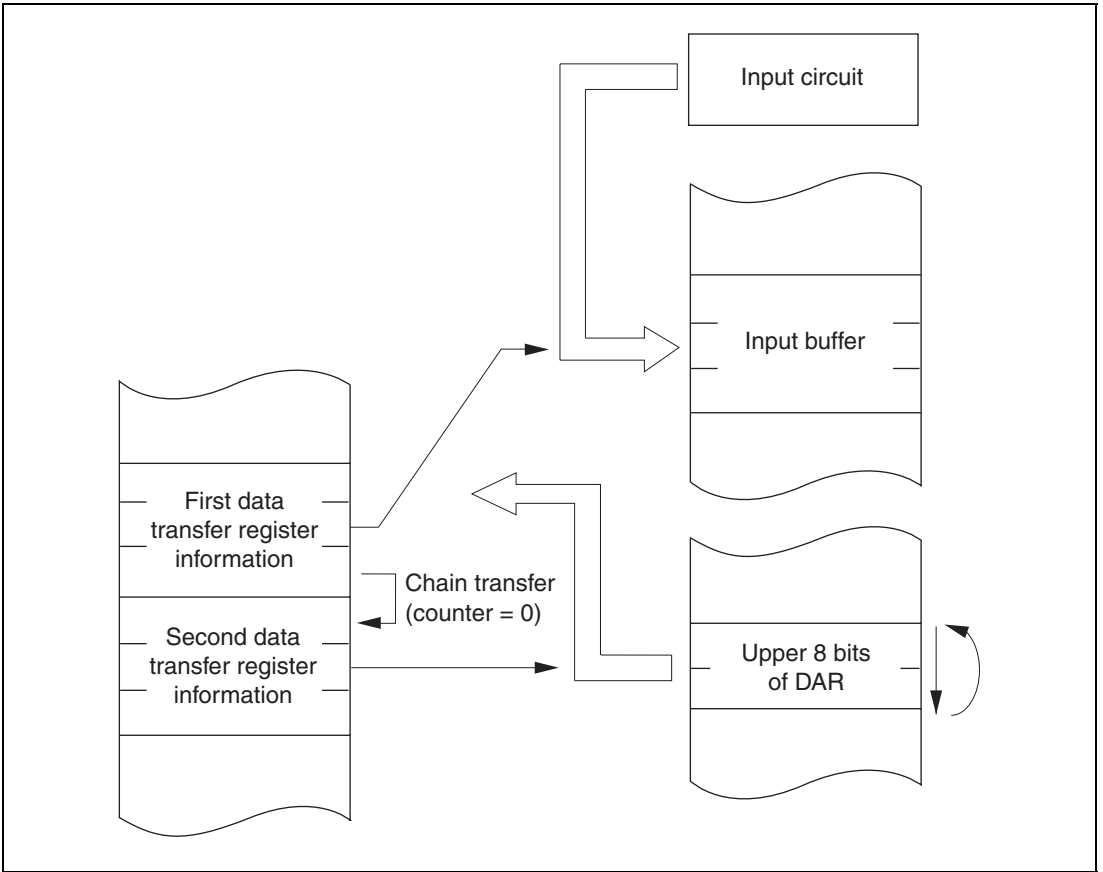 Input circuit
Input buffer
First data
transfer register
information
Chain transfer
(counter = 0)
Second data
transfer register
information
Upper 8 bits
of DAR